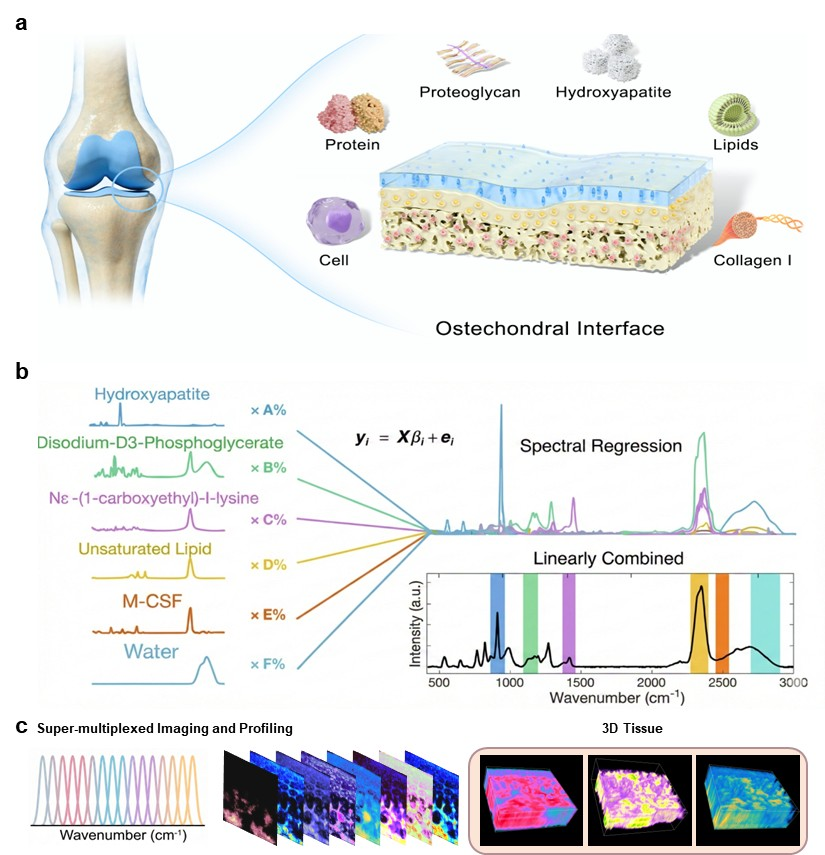 a
Proteoglycan
Hydroxyapatite
Protein
Lipids
Cell
Collagen I
Ostechondral Interface
b
Hydroxyapatite
× A%
Disodium-D3-Phosphoglycerate
× B%
Nε-(1-carboxyethyl)-l-lysine
× C%
Unsaturated Lipid
× D%
M-CSF
× E%
Water
× F%
yᵢ = Xβᵢ + eᵢ
Spectral Regression
Linearly Combined
Intensity (a.u.)
500 1000 1500 2000 2500 3000
Wavenumber (cm⁻¹)
c Super-multiplexed Imaging and Profiling
3D Tissue
Wavenumber (cm⁻¹)